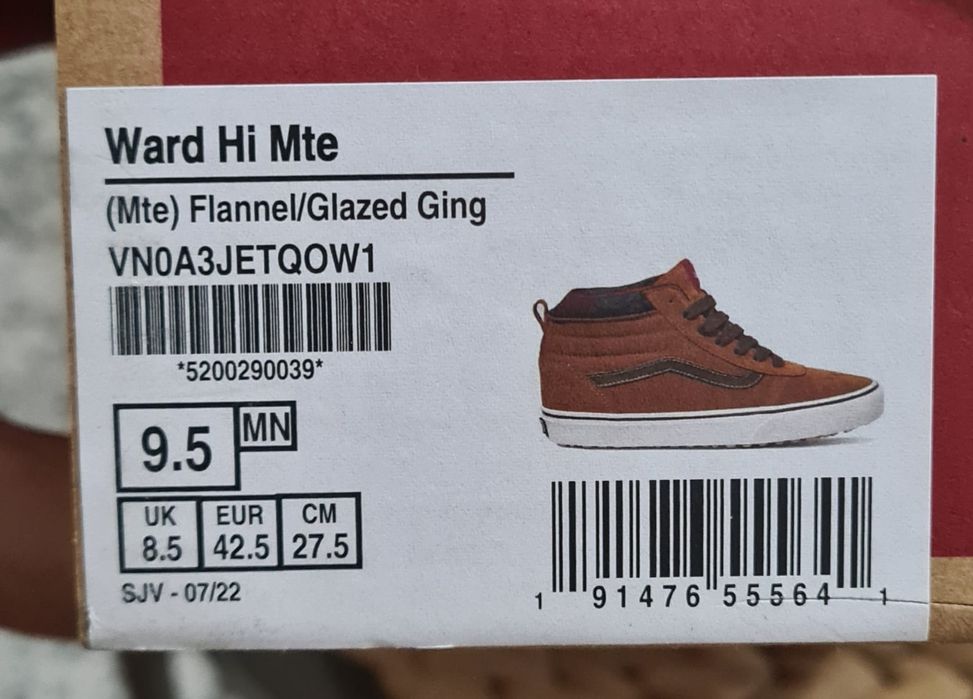 Ward Hi Mte
(Mte) Flannel/Glazed Ging
VN0A3JETQOW1
*5200290039*
9.5 MN
UK EUR CM
8.5 42.5 27.5
SJV - 07/22
1 91476 55564 1